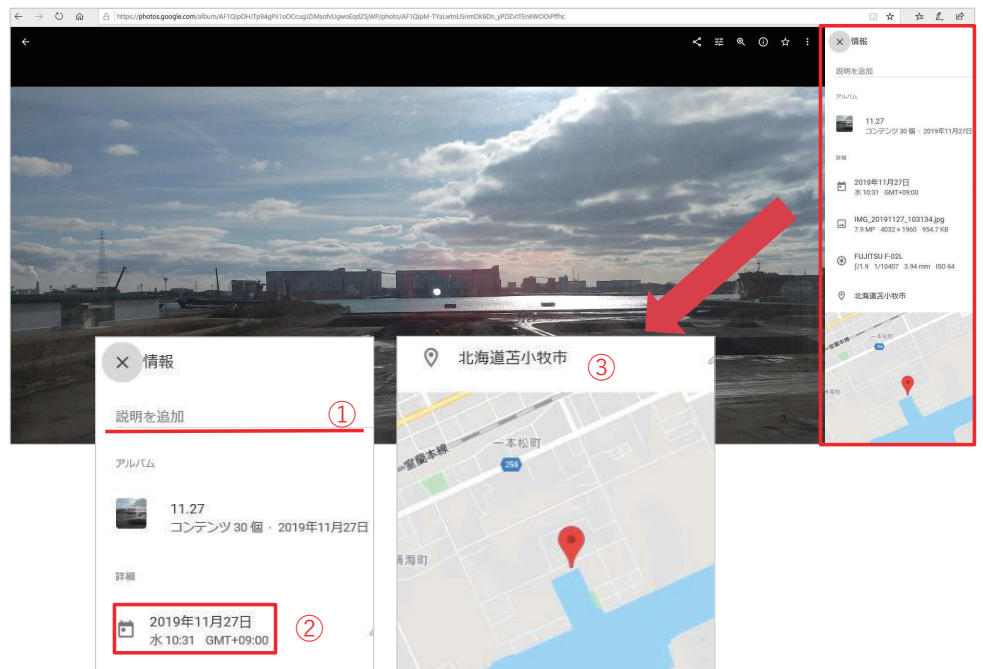 https://photos.google.com/album/AF1QipOHJTp94gPii1oOCcugJZiMsofvUgwoEqd25jWP/photo/AF1QipM-TYaLwtnUSnmDK6Dn_yPDZVttTEn6WOOiPffhc
情報
説明を追加
アルバム
11.27
コンテンツ 30 個 · 2019年11月27日
詳細
2019年11月27日
水 10:31 GMT+09:00
IMG_20191127_103134.jpg
7.9 MP 4032 × 1960 954.7 KB
FUJITSU F-02L
f/1.9 1/10407 3.94 mm ISO 64
北海道苫小牧市
一本松町
室蘭本線
259
情報
説明を追加
①
アルバム
11.27
コンテンツ 30 個 · 2019年11月27日
詳細
2019年11月27日
水 10:31 GMT+09:00
②
北海道苫小牧市
③
一本松町
室蘭本線
259
晴海町